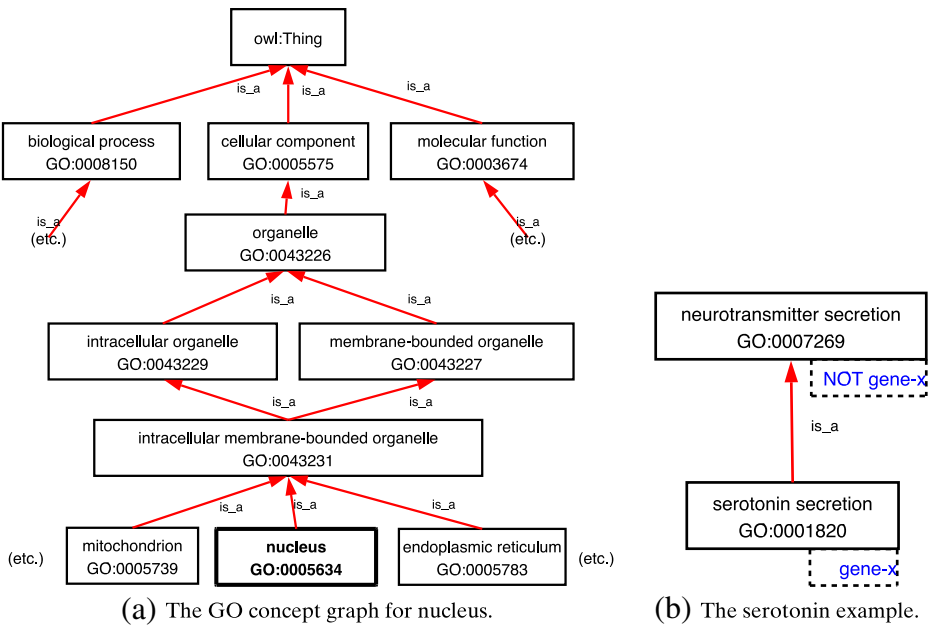 owl:Thing
is_a
is_a
is_a
biological process
GO:0008150
cellular component
GO:0005575
molecular function
GO:0003674
is_a
is_a
(etc.)
is_a
(etc.)
organelle
GO:0043226
is_a
is_a
intracellular organelle
GO:0043229
membrane-bounded organelle
GO:0043227
is_a
is_a
intracellular membrane-bounded organelle
GO:0043231
is_a
is_a
is_a
(etc.)
mitochondrion
GO:0005739
nucleus
GO:0005634
endoplasmic reticulum
GO:0005783
(etc.)
(a) The GO concept graph for nucleus.
neurotransmitter secretion
GO:0007269
NOT gene-x
is_a
serotonin secretion
GO:0001820
gene-x
(b) The serotonin example.